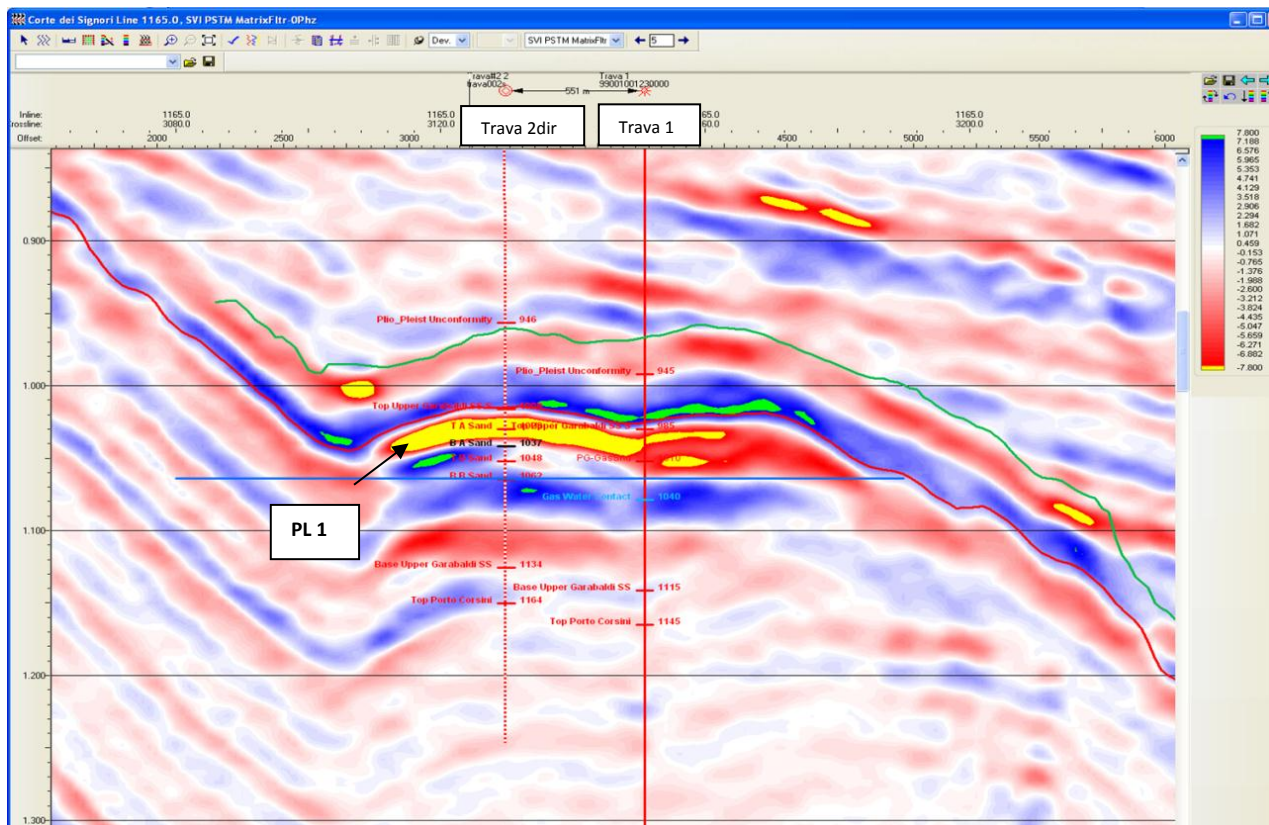 Corte dei Signori Line 1165.0, SVI PSTM MatrixFltr-0Phz
Dev.
SVI PSTM MatrixFltr
5
Trava#2 2
Trava 1
99001001230000
551 m
Inline:
1165.0
1165.0
1165.0
3080.0
3120.0
3200.0
Offset:
2000
2500
3000
4500
5000
5500
6000
Trava 2dir
Trava 1
0.900
1.000
1.100
1.200
1.300
7.800
7.188
6.576
5.965
5.353
4.741
4.129
3.518
2.906
2.294
1.682
1.071
0.459
-0.153
-0.765
-1.376
-1.988
-2.600
-3.212
-3.824
-4.435
-5.047
-5.659
-6.271
-6.882
-7.800
Plio_Pleist Unconformity
946
Plio_Pleist Unconformity
945
Top Upper Garabaldi SS
T A Sand
985
B A Sand
1037
1048
B B Sand
1062
Gas Water Contact
1040
PL 1
Base Upper Garabaldi SS
1134
Base Upper Garabaldi SS
1115
Top Porto Corsini
1164
Top Porto Corsini
1145